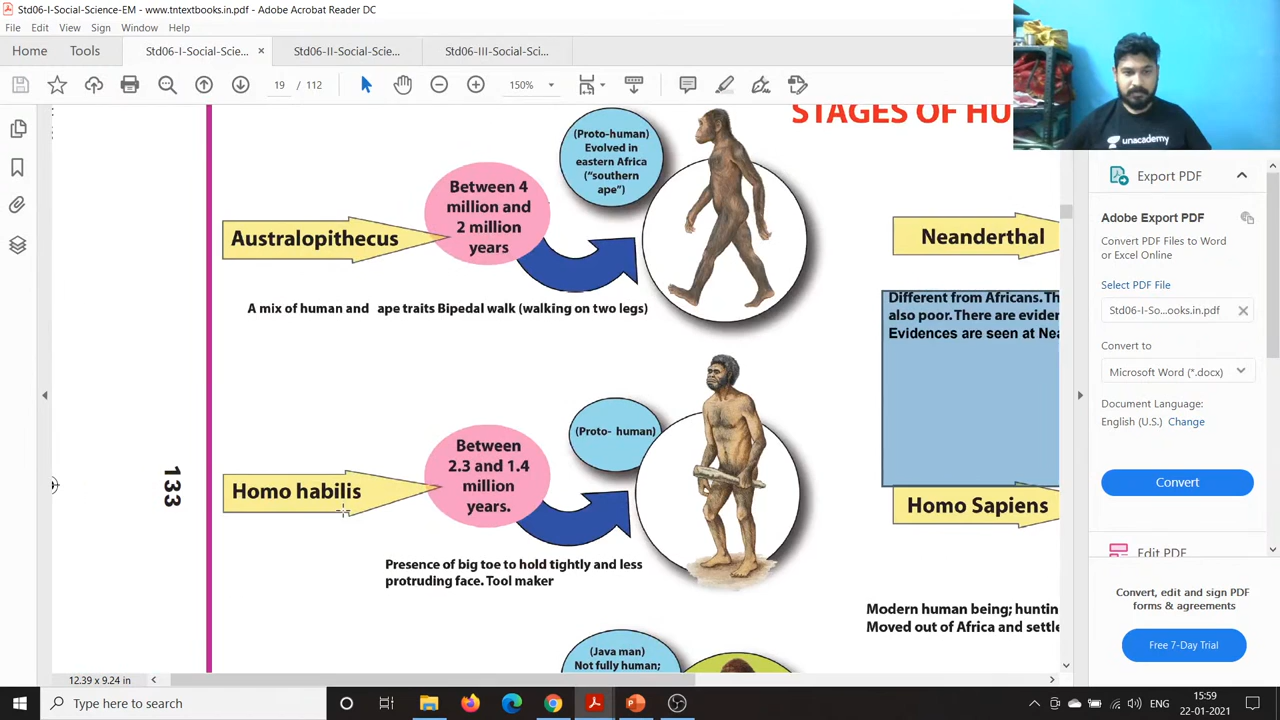 Std06-I-Social-Science-EM - www.tntextbooks.in.pdf - Adobe Acrobat Reader DC
File Edit View Sign Window Help
Home Tools Std06-I-Social-Scie... × Std06-II-Social-Scie... Std06-III-Social-Sci...
19 / 112 150%
STAGES OF HU
(Proto-human)
Evolved in
eastern Africa
("southern
ape")
Between 4
million and
2 million
years
Australopithecus
A mix of human and ape traits Bipedal walk (walking on two legs)
Between
2.3 and 1.4
million
years.
(Proto- human)
Homo habilis
Presence of big toe to hold tightly and less
protruding face. Tool maker
133
(Java man)
Not fully human;
Neanderthal
Different from Africans. Th
also poor. There are eviden
Evidences are seen at Nea
Homo Sapiens
Modern human being; huntin
Moved out of Africa and settle
unacademy
Export PDF
Adobe Export PDF
Convert PDF Files to Word
or Excel Online
Select PDF File
Std06-I-So...ooks.in.pdf
Convert to
Microsoft Word (*.docx)
Document Language:
English (U.S.) Change
Convert
Edit PDF
Convert, edit and sign PDF
forms & agreements
Free 7-Day Trial
12.39 x 9.24 in
Type here to search
ENG
15:59
22-01-2021